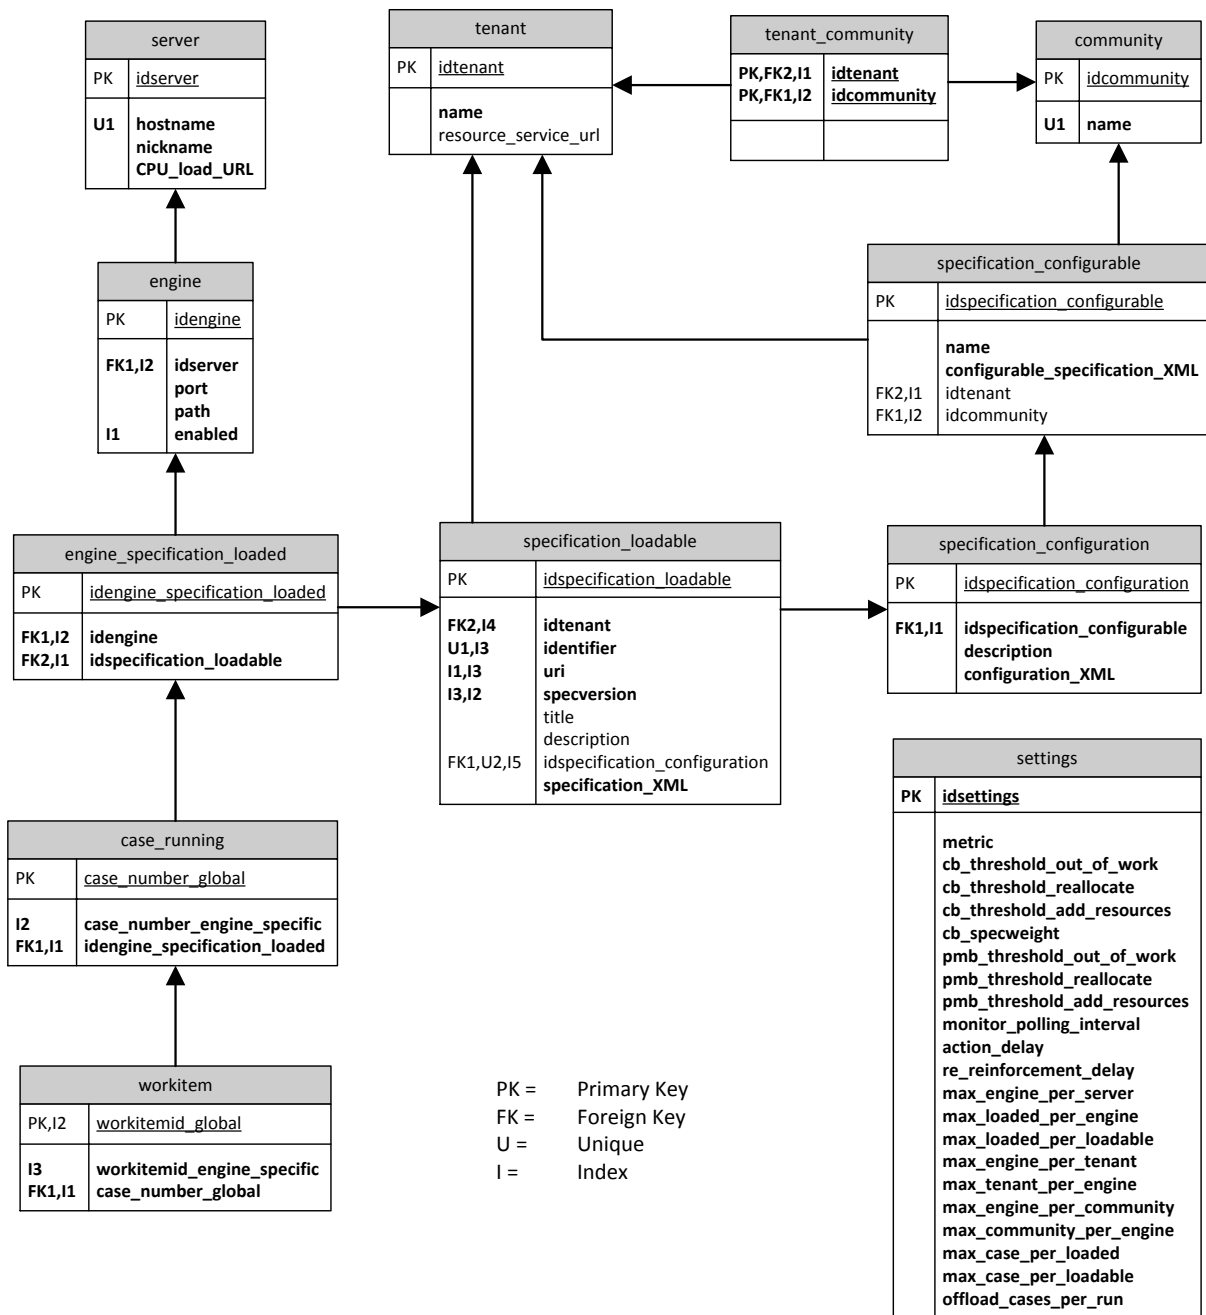 server
PK idserver
U1 hostname
nickname
CPU_load_URL
tenant
PK idtenant
name
resource_service_url
tenant_community
PK,FK2,I1 idtenant
PK,FK1,I2 idcommunity
community
PK idcommunity
U1 name
engine
PK idengine
FK1,I2 idserver
port
path
I1 enabled
specification_configurable
PK idspecification_configurable
name
configurable_specification_XML
FK2,I1 idtenant
FK1,I2 idcommunity
engine_specification_loaded
PK idengine_specification_loaded
FK1,I2 idengine
FK2,I1 idspecification_loadable
specification_loadable
PK idspecification_loadable
FK2,I4 idtenant
U1,I3 identifier
I1,I3 uri
I3,I2 specversion
title
description
FK1,U2,I5 idspecification_configuration
specification_XML
specification_configuration
PK idspecification_configuration
FK1,I1 idspecification_configurable
description
configuration_XML
case_running
PK case_number_global
I2 case_number_engine_specific
FK1,I1 idengine_specification_loaded
workitem
PK,I2 workitemid_global
I3 workitemid_engine_specific
FK1,I1 case_number_global
PK = Primary Key
FK = Foreign Key
U = Unique
I = Index
settings
PK idsettings
metric
cb_threshold_out_of_work
cb_threshold_reallocate
cb_threshold_add_resources
cb_specweight
pmb_threshold_out_of_work
pmb_threshold_reallocate
pmb_threshold_add_resources
monitor_polling_interval
action_delay
re_reinforcement_delay
max_engine_per_server
max_loaded_per_engine
max_loaded_per_loadable
max_engine_per_tenant
max_tenant_per_engine
max_engine_per_community
max_community_per_engine
max_case_per_loaded
max_case_per_loadable
offload_cases_per_run